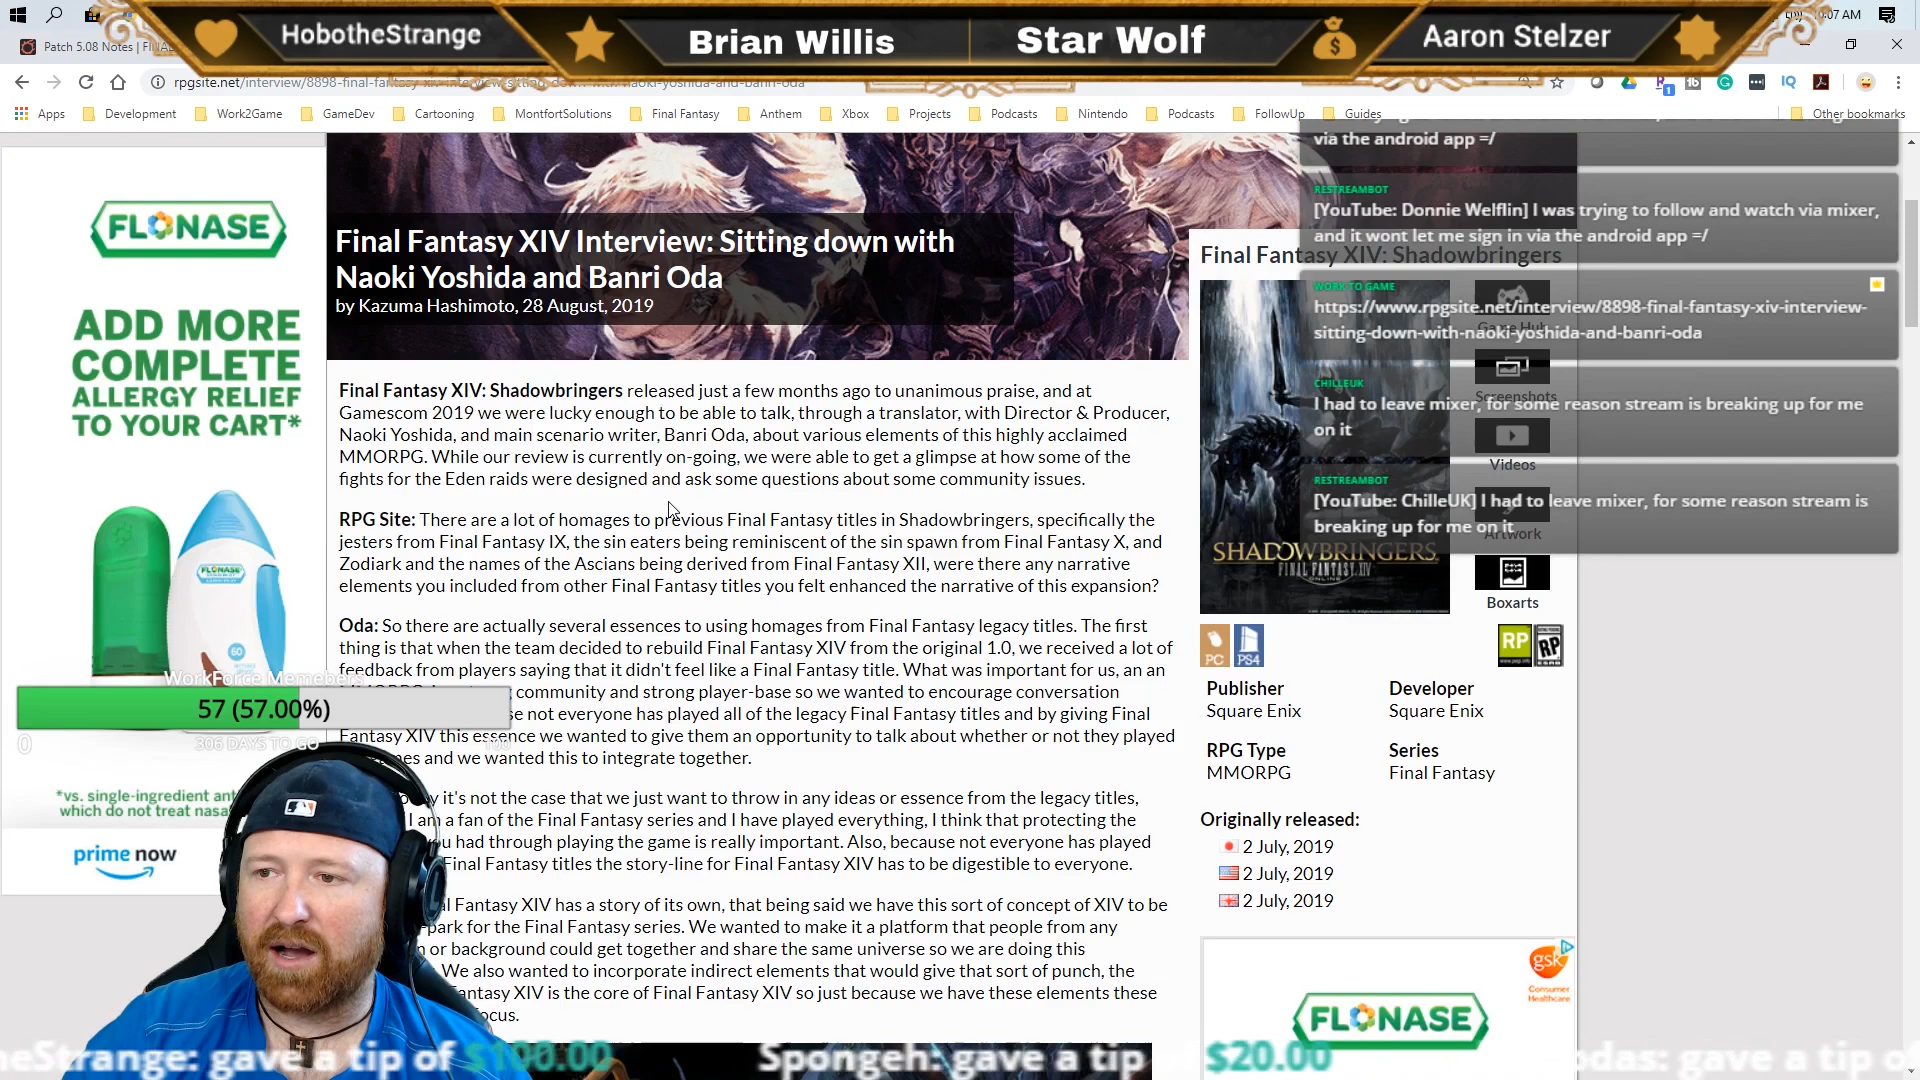 HobotheStrange
Brian Willis
Star Wolf
Aaron Stelzer
:07 AM
Patch 5.08 Notes | FINAL
rpgsite.net/interview/8898-final-fantasy-xiv-interview-sitting-down-with-naoki-yoshida-and-banri-oda
Apps
Development
Work2Game
GameDev
Cartooning
MontfortSolutions
Final Fantasy
Anthem
Xbox
Projects
Podcasts
Nintendo
Podcasts
FollowUp
Guides
Other bookmarks
FLONASE
ADD MORE
COMPLETE
ALLERGY RELIEF
TO YOUR CART*
FLONASE
60
*vs. single-ingredient
which do not treat
prime now
WorkForce Memebers
57 (57.00%)
0
306 DAYS TO GO
100
Final Fantasy XIV Interview: Sitting down with
Naoki Yoshida and Banri Oda
by Kazuma Hashimoto, 28 August, 2019
Final Fantasy XIV: Shadowbringers released just a few months ago to unanimous praise, and at
Gamescom 2019 we were lucky enough to be able to talk, through a translator, with Director & Producer,
Naoki Yoshida, and main scenario writer, Banri Oda, about various elements of this highly acclaimed
MMORPG. While our review is currently on-going, we were able to get a glimpse at how some of the
fights for the Eden raids were designed and ask some questions about some community issues.
RPG Site: There are a lot of homages to previous Final Fantasy titles in Shadowbringers, specifically the
jesters from Final Fantasy IX, the sin eaters being reminiscent of the sin spawn from Final Fantasy X, and
Zodiark and the names of the Ascians being derived from Final Fantasy XII, were there any narrative
elements you included from other Final Fantasy titles you felt enhanced the narrative of this expansion?
Oda: So there are actually several essences to using homages from Final Fantasy legacy titles. The first
thing is that when the team decided to rebuild Final Fantasy XIV from the original 1.0, we received a lot of
feedback from players saying that it didn't feel like a Final Fantasy title. What was important for us, an an
community and strong player-base so we wanted to encourage conversation
se not everyone has played all of the legacy Final Fantasy titles and by giving Final
Fantasy XIV this essence we wanted to give them an opportunity to talk about whether or not they played
and we wanted this to integrate together.
it's not the case that we just want to throw in any ideas or essence from the legacy titles,
I am a fan of the Final Fantasy series and I have played everything, I think that protecting the
had through playing the game is really important. Also, because not everyone has played
Final Fantasy titles the story-line for Final Fantasy XIV has to be digestible to everyone.
Fantasy XIV has a story of its own, that being said we have this sort of concept of XIV to be
park for the Final Fantasy series. We wanted to make it a platform that people from any
or background could get together and share the same universe so we are doing this
We also wanted to incorporate indirect elements that would give that sort of punch, the
Fantasy XIV is the core of Final Fantasy XIV so just because we have these elements these
focus.
via the android app =/
RESTREAMBOT
[YouTube: Donnie Welflin] I was trying to follow and watch via mixer,
and it wont let me sign in via the android app =/
WORK TO GAME
https://www.rpgsite.net/interview/8898-final-fantasy-xiv-interview-
sitting-down-with-naoki-yoshida-and-banri-oda
CHILLEUK
I had to leave mixer, for some reason stream is breaking up for me
on it
RESTREAMBOT
[YouTube: ChilleUK] I had to leave mixer, for some reason stream is
breaking up for me on it
Final Fantasy XIV: Shadowbringers
SHADOWBRINGERS
FINAL FANTASY XIV
ONLINE
Game Hub
Screenshots
Videos
Artwork
Boxarts
PC
PS4
RP
RP
Publisher
Square Enix
Developer
Square Enix
RPG Type
MMORPG
Series
Final Fantasy
Originally released:
2 July, 2019
2 July, 2019
2 July, 2019
gsk
Consumer
Healthcare
FLONASE
neStrange: gave a tip of $100.00
Spongeh: gave a tip $20.00
odas: gave a tip of